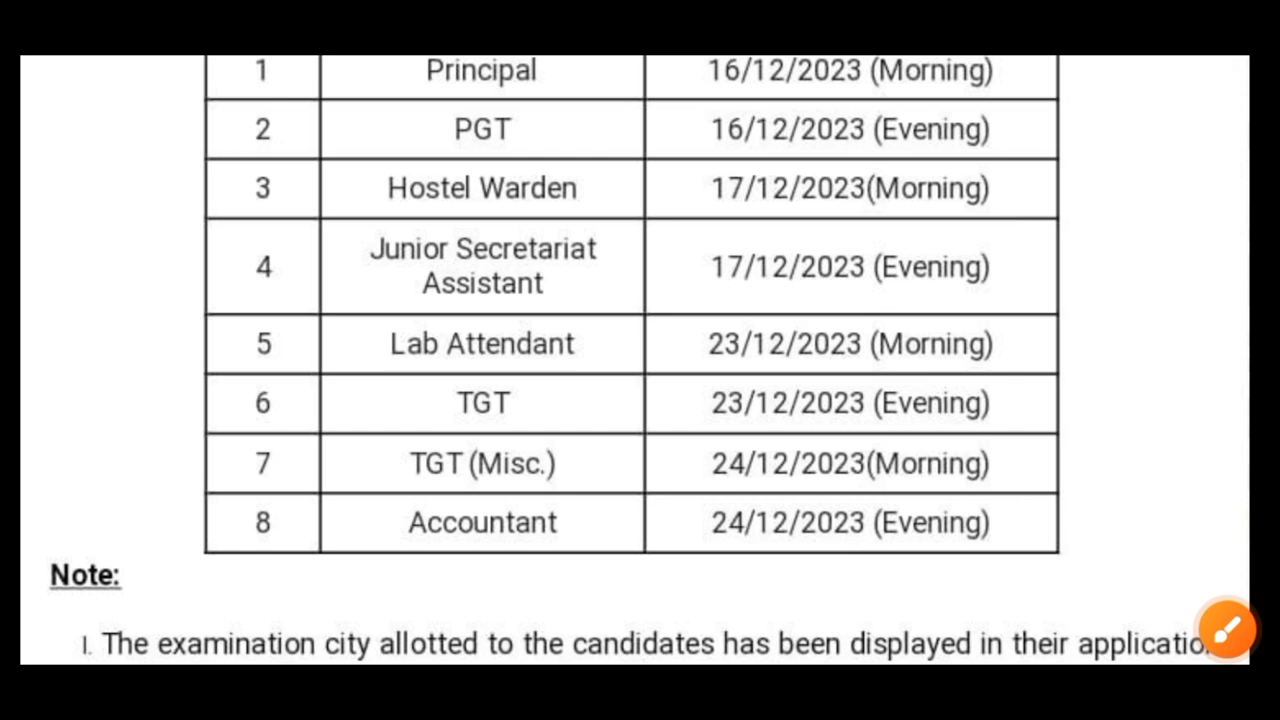 1 Principal 16/12/2023 (Morning)
2 PGT 16/12/2023 (Evening)
3 Hostel Warden 17/12/2023(Morning)
4 Junior Secretariat Assistant 17/12/2023 (Evening)
5 Lab Attendant 23/12/2023 (Morning)
6 TGT 23/12/2023 (Evening)
7 TGT (Misc.) 24/12/2023(Morning)
8 Accountant 24/12/2023 (Evening)
Note:
I. The examination city allotted to the candidates has been displayed in their